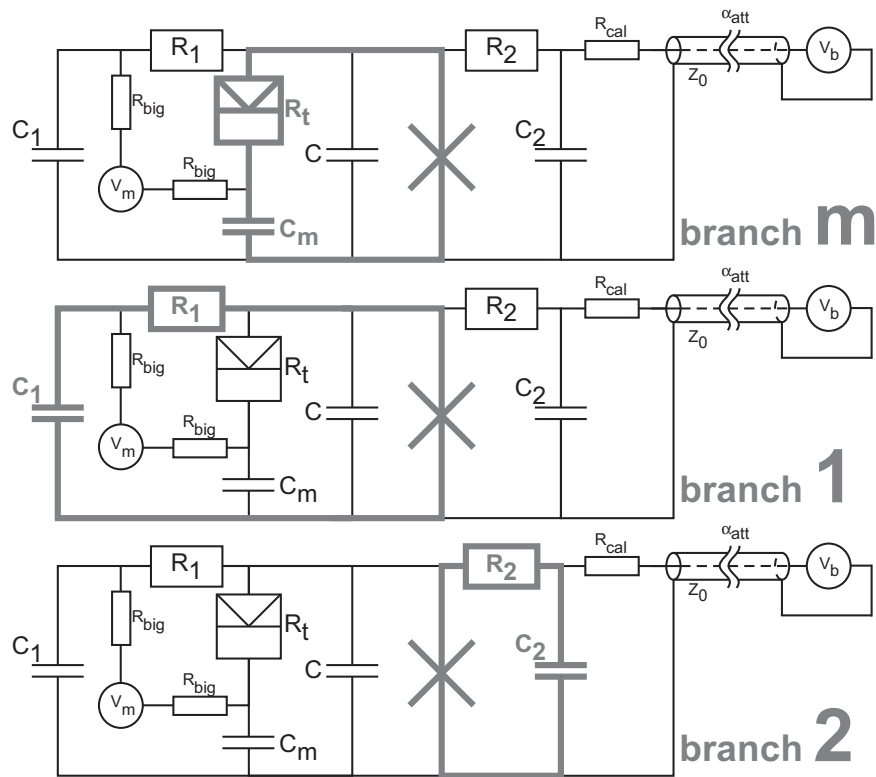 R1 R2 Rcal αatt Vb
Rbig Rt Z0
C1 C C2
Vm Rbig
Cm branch m
R1 R2 Rcal αatt Vb
Rbig Rt Z0
C1 C C2
Vm Rbig
Cm branch 1
R1 R2 Rcal αatt Vb
Rbig Rt Z0
C1 C C2
Vm Rbig
Cm branch 2